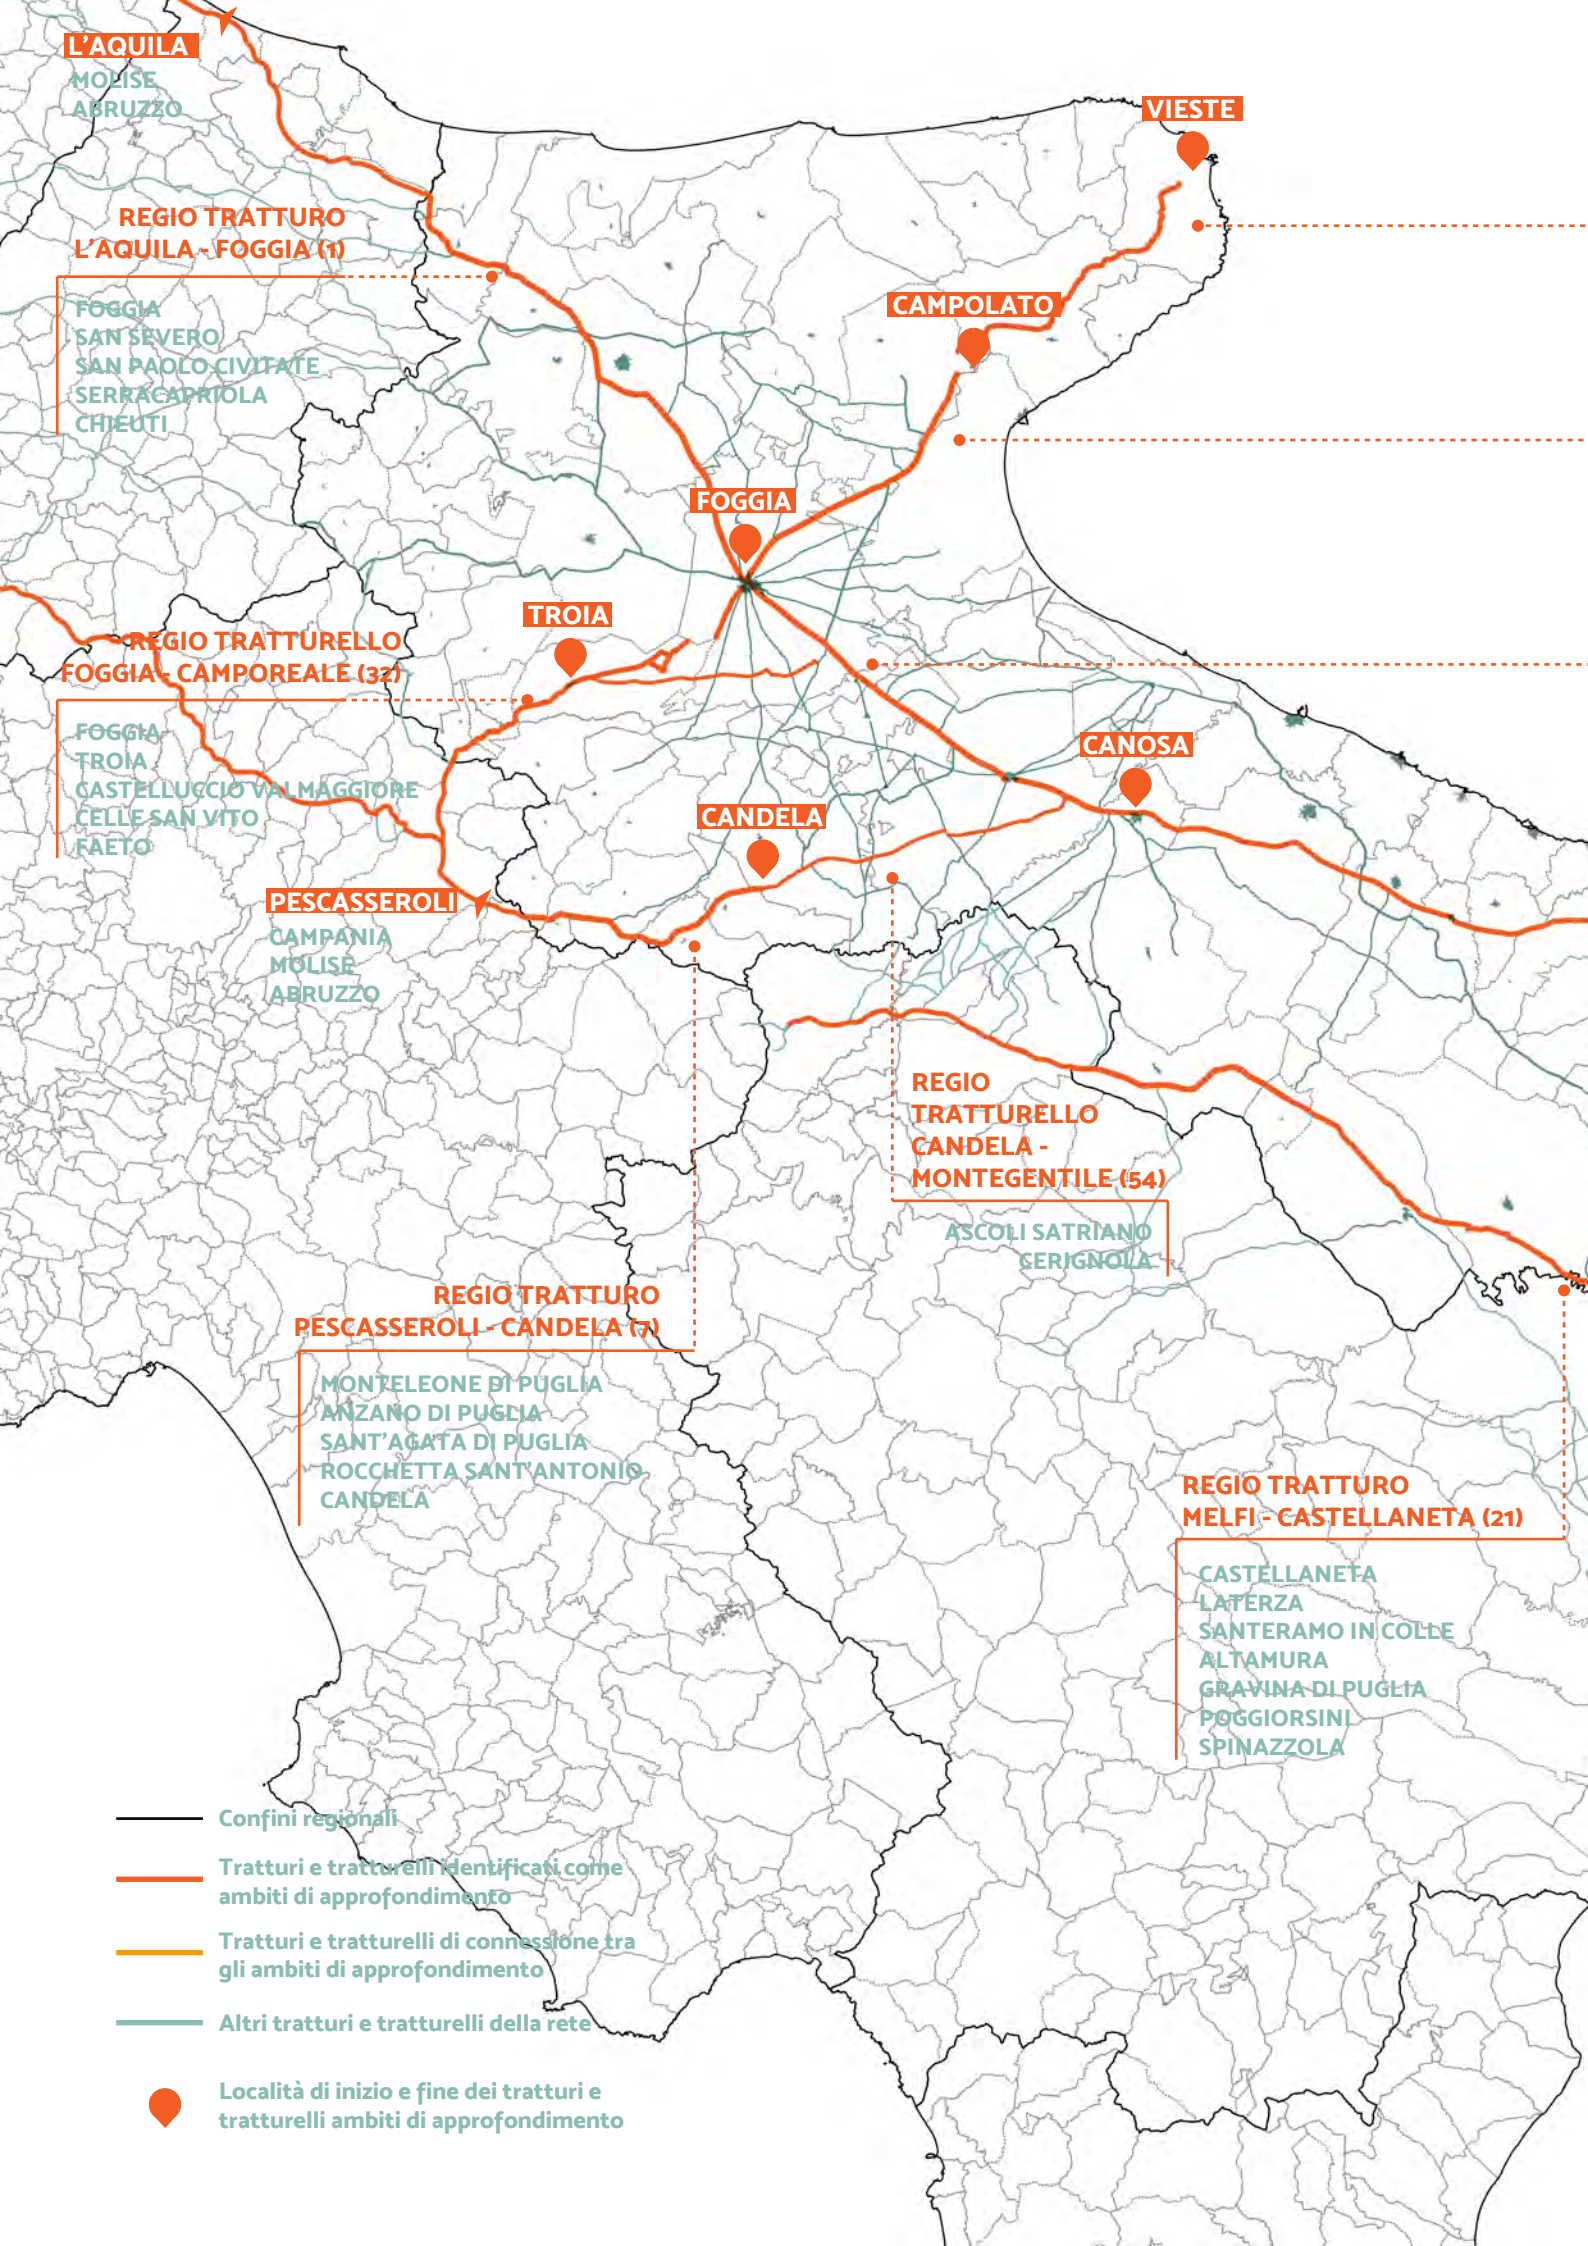 L'AQUILA
MOLISE
ABRUZZO
VIESTE
REGIO TRATTURO
L'AQUILA - FOGGIA (1)
FOGGIA
SAN SEVERO
SAN PAOLO CIVITATE
SERRACAPRIOLA
CHIEUTI
CAMPOLATO
FOGGIA
TROIA
REGIO TRATTURELLO
FOGGIA - CAMPOREALE (32)
FOGGIA
TROIA
CASTELLUCCIO VALMAGGIORE
CELLE SAN VITO
FAETO
CANOSA
CANDELA
PESCASSEROLI
CAMPANIA
MOLISE
ABRUZZO
REGIO
TRATTURELLO
CANDELA -
MONTEGENTILE (54)
ASCOLI SATRIANO
CERIGNOLA
REGIO TRATTURO
PESCASSEROLI - CANDELA (7)
MONTELEONE DI PUGLIA
ANZANO DI PUGLIA
SANT'AGATA DI PUGLIA
ROCCHETTA SANT'ANTONIO
CANDELA
REGIO TRATTURO
MELFI - CASTELLANETA (21)
CASTELLANETA
LATERZA
SANTERAMO IN COLLE
ALTAMURA
GRAVINA DI PUGLIA
POGGIORSINI
SPINAZZOLA
Confini regionali
Tratturi e tratturelli identificati come
ambiti di approfondimento
Tratturi e tratturelli di connessione tra
gli ambiti di approfondimento
Altri tratturi e tratturelli della rete
Località di inizio e fine dei tratturi e
tratturelli ambiti di approfondimento